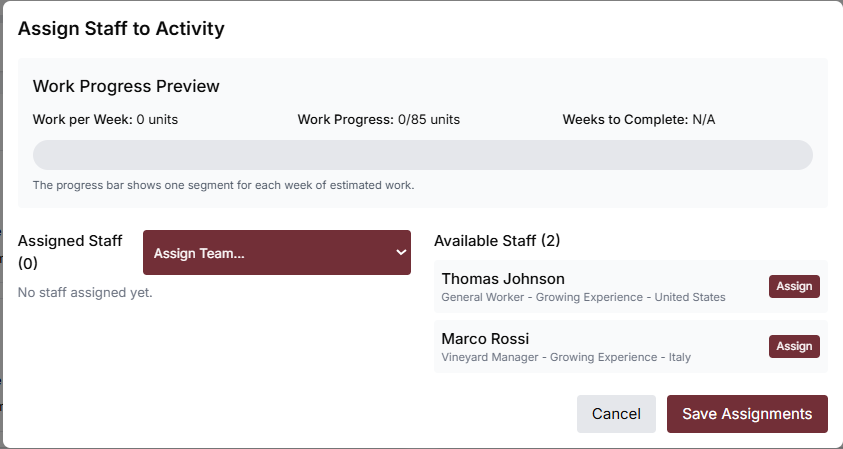 Assign Staff to Activity
Work Progress Preview
Work per Week: 0 units
Work Progress: 0/85 units
Weeks to Complete: N/A
The progress bar shows one segment for each week of estimated work.
Assigned Staff
(0)
Assign Team...
No staff assigned yet.
Available Staff (2)
Thomas Johnson
General Worker - Growing Experience - United States
Assign
Marco Rossi
Vineyard Manager - Growing Experience - Italy
Assign
Cancel
Save Assignments